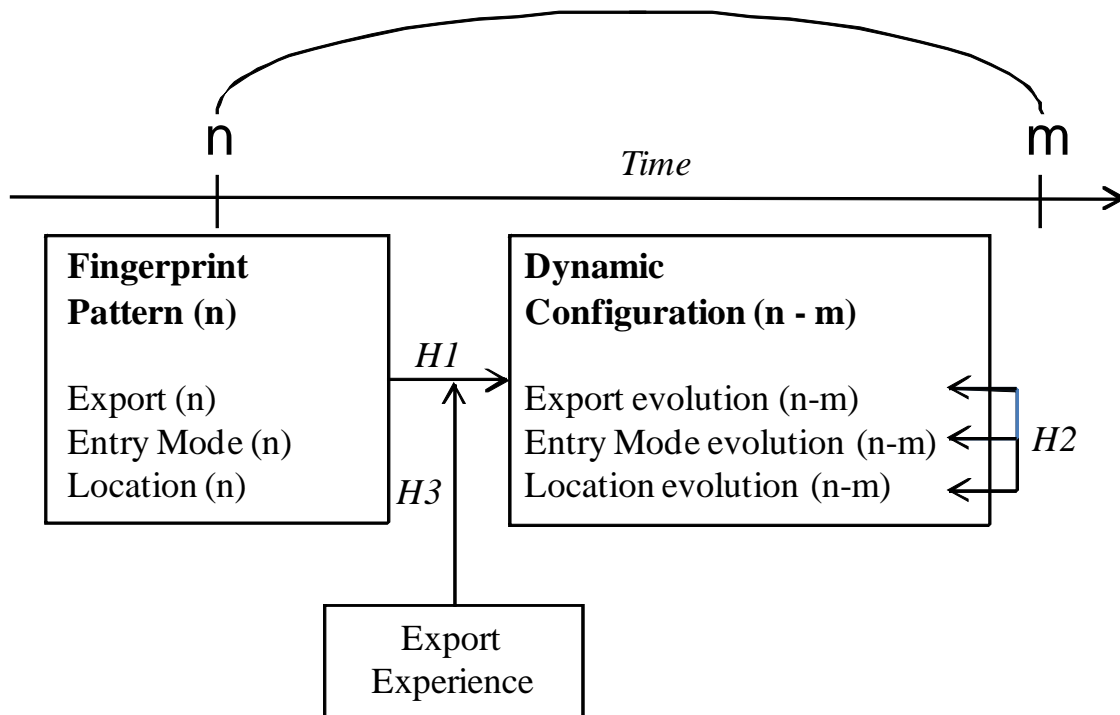 n
m
Time
Fingerprint
Pattern (n)
Export (n)
Entry Mode (n)
Location (n)
H1
H3
Dynamic
Configuration (n - m)
Export evolution (n-m)
Entry Mode evolution (n-m)
Location evolution (n-m)
H2
Export
Experience